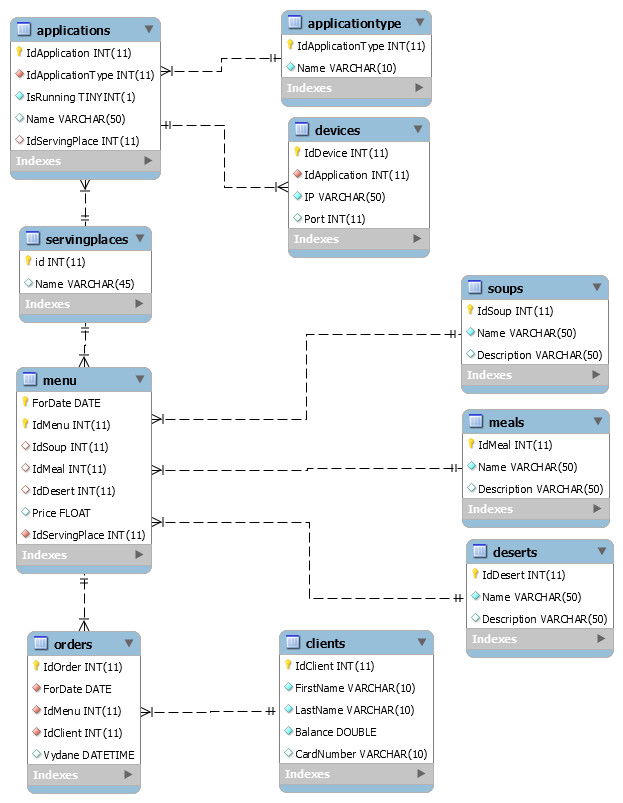 applications
IdApplication INT(11)
IdApplicationType INT(11)
IsRunning TINYINT(1)
Name VARCHAR(50)
IdServingPlace INT(11)
Indexes
applicationtype
IdApplicationType INT(11)
Name VARCHAR(10)
Indexes
devices
IdDevice INT(11)
IdApplication INT(11)
IP VARCHAR(50)
Port INT(11)
Indexes
servingplaces
id INT(11)
Name VARCHAR(45)
Indexes
soups
IdSoup INT(11)
Name VARCHAR(50)
Description VARCHAR(50)
Indexes
menu
ForDate DATE
IdMenu INT(11)
IdSoup INT(11)
IdMeal INT(11)
IdDesert INT(11)
Price FLOAT
IdServingPlace INT(11)
Indexes
meals
IdMeal INT(11)
Name VARCHAR(50)
Description VARCHAR(50)
Indexes
deserts
IdDesert INT(11)
Name VARCHAR(50)
Description VARCHAR(50)
Indexes
orders
IdOrder INT(11)
ForDate DATE
IdMenu INT(11)
IdClient INT(11)
Vydane DATETIME
Indexes
clients
IdClient INT(11)
FirstName VARCHAR(10)
LastName VARCHAR(10)
Balance DOUBLE
CardNumber VARCHAR(10)
Indexes